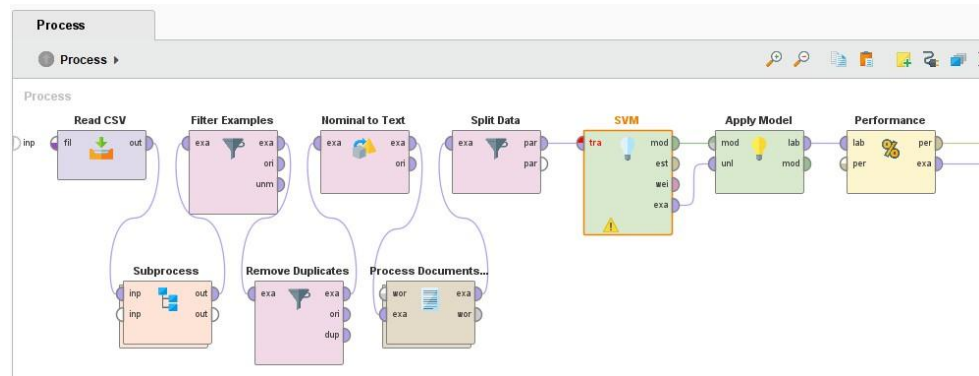 Process
Process
Process
Read CSV
inp
fil
out
Filter Examples
exa
exa
ori
unm
Nominal to Text
exa
exa
ori
Split Data
exa
par
par
SVM
tra
mod
est
wei
exa
Apply Model
mod
lab
unl
mod
Performance
lab
per
per
exa
Subprocess
inp
out
inp
out
Remove Duplicates
exa
exa
ori
dup
Process Documents...
wor
exa
exa
wor